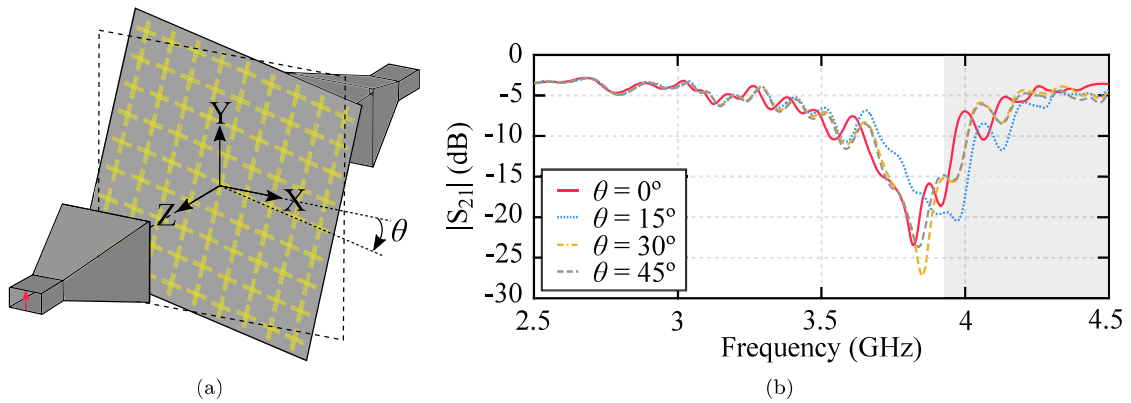 Y
X
Z
θ
(a)
0
-5
-10
-15
-20
-25
-30
|S21| (dB)
θ = 0º
θ = 15º
θ = 30º
θ = 45º
2.5 3 3.5 4 4.5
Frequency (GHz)
(b)